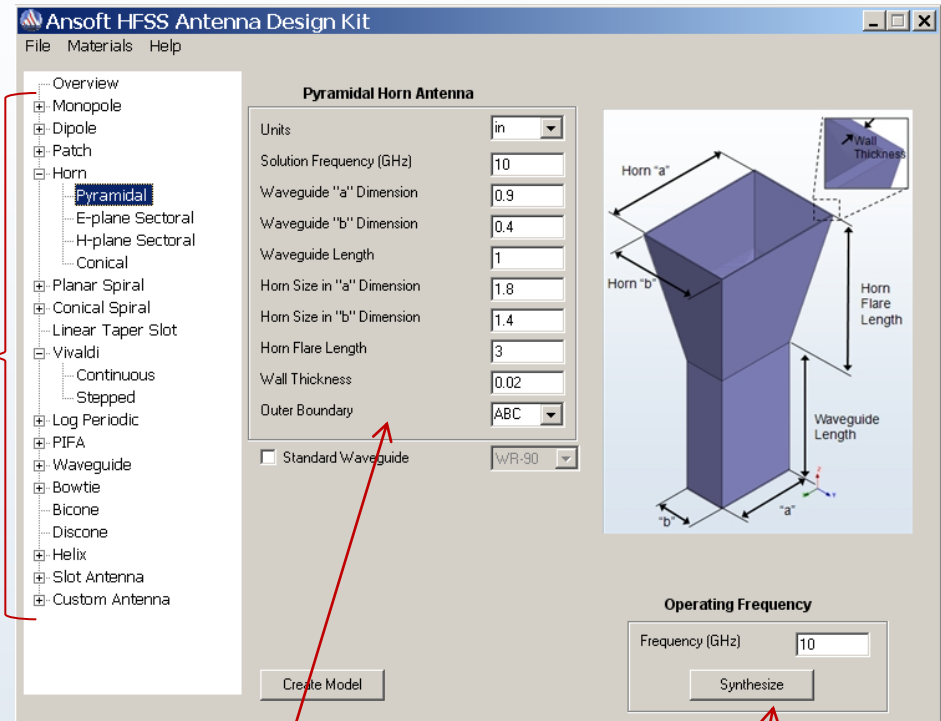 Ansoft HFSS Antenna Design Kit
File Materials Help
Overview
Monopole
Dipole
Patch
Horn
Pyramidal
E-plane Sectoral
H-plane Sectoral
Conical
Planar Spiral
Conical Spiral
Linear Taper Slot
Vivaldi
Continuous
Stepped
Log Periodic
PIFA
Waveguide
Bowtie
Bicone
Discone
Helix
Slot Antenna
Custom Antenna
Pyramidal Horn Antenna
Units in
Solution Frequency (GHz) 10
Waveguide "a" Dimension 0.9
Waveguide "b" Dimension 0.4
Waveguide Length 1
Horn Size in "a" Dimension 1.8
Horn Size in "b" Dimension 1.4
Horn Flare Length 3
Wall Thickness 0.02
Outer Boundary ABC
Standard Waveguide WR-90
Create Model
Wall
Thickness
Horn "a"
Horn "b"
Horn
Flare
Length
Waveguide
Length
"b"
"a"
Operating Frequency
Frequency (GHz) 10
Synthesize